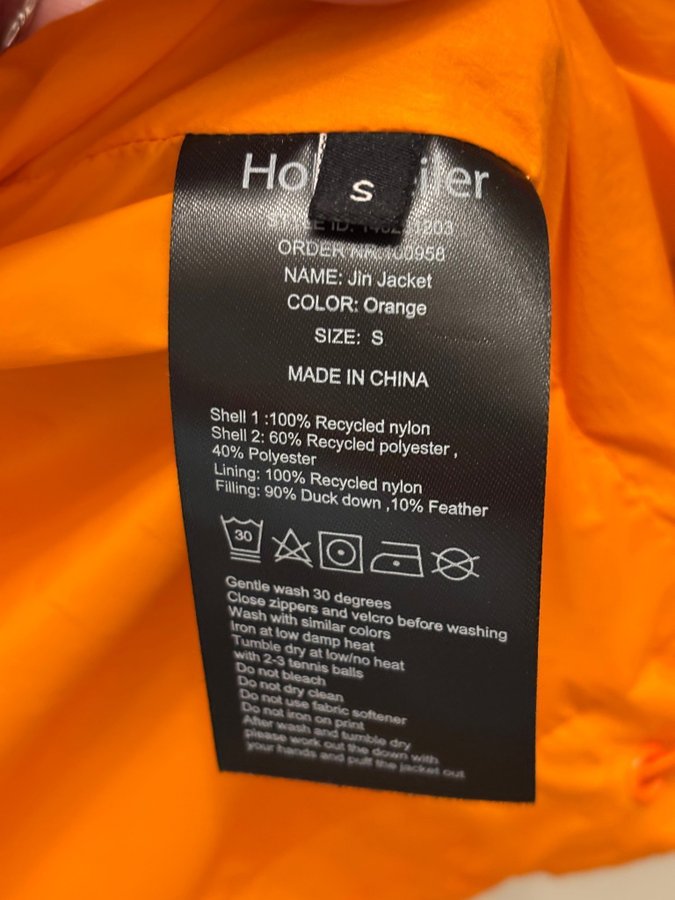 S
ORDER NR:100958
NAME: Jin Jacket
COLOR: Orange
SIZE: S
MADE IN CHINA
Shell 1 :100% Recycled nylon
Shell 2: 60% Recycled polyester ,
40% Polyester
Lining: 100% Recycled nylon
Filling: 90% Duck down ,10% Feather
30
Gentle wash 30 degrees
Close zippers and velcro before washing
Wash with similar colors
Iron at low damp heat
Tumble dry at low/no heat
with 2-3 tennis balls
Do not bleach
Do not dry clean
Do not use fabric softener
Do not iron on print
After wash and tumble dry
please work out the down with
your hands and puff the jacket out